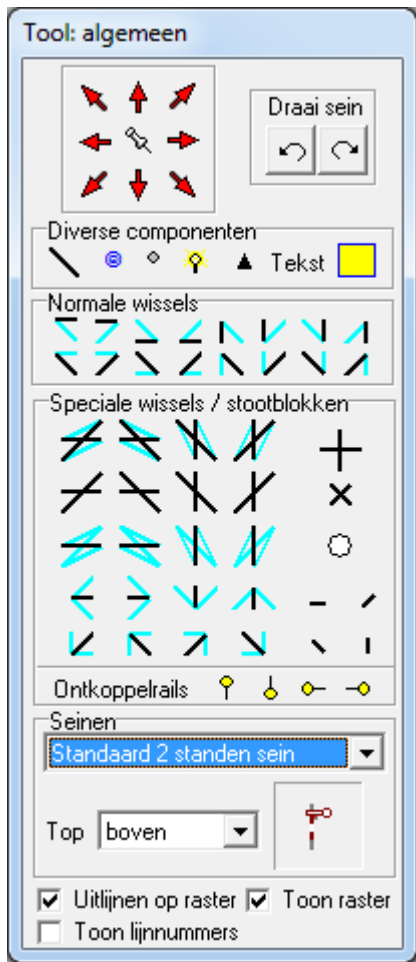 Tool: algemeen
Draai sein
Diverse componenten
Tekst
Normale wissels
Speciale wissels / stootblokken
Ontkoppelrails
Seinen
Standaard 2 standen sein
Top boven
Uitlijnen op raster Toon raster
Toon lijnnummers